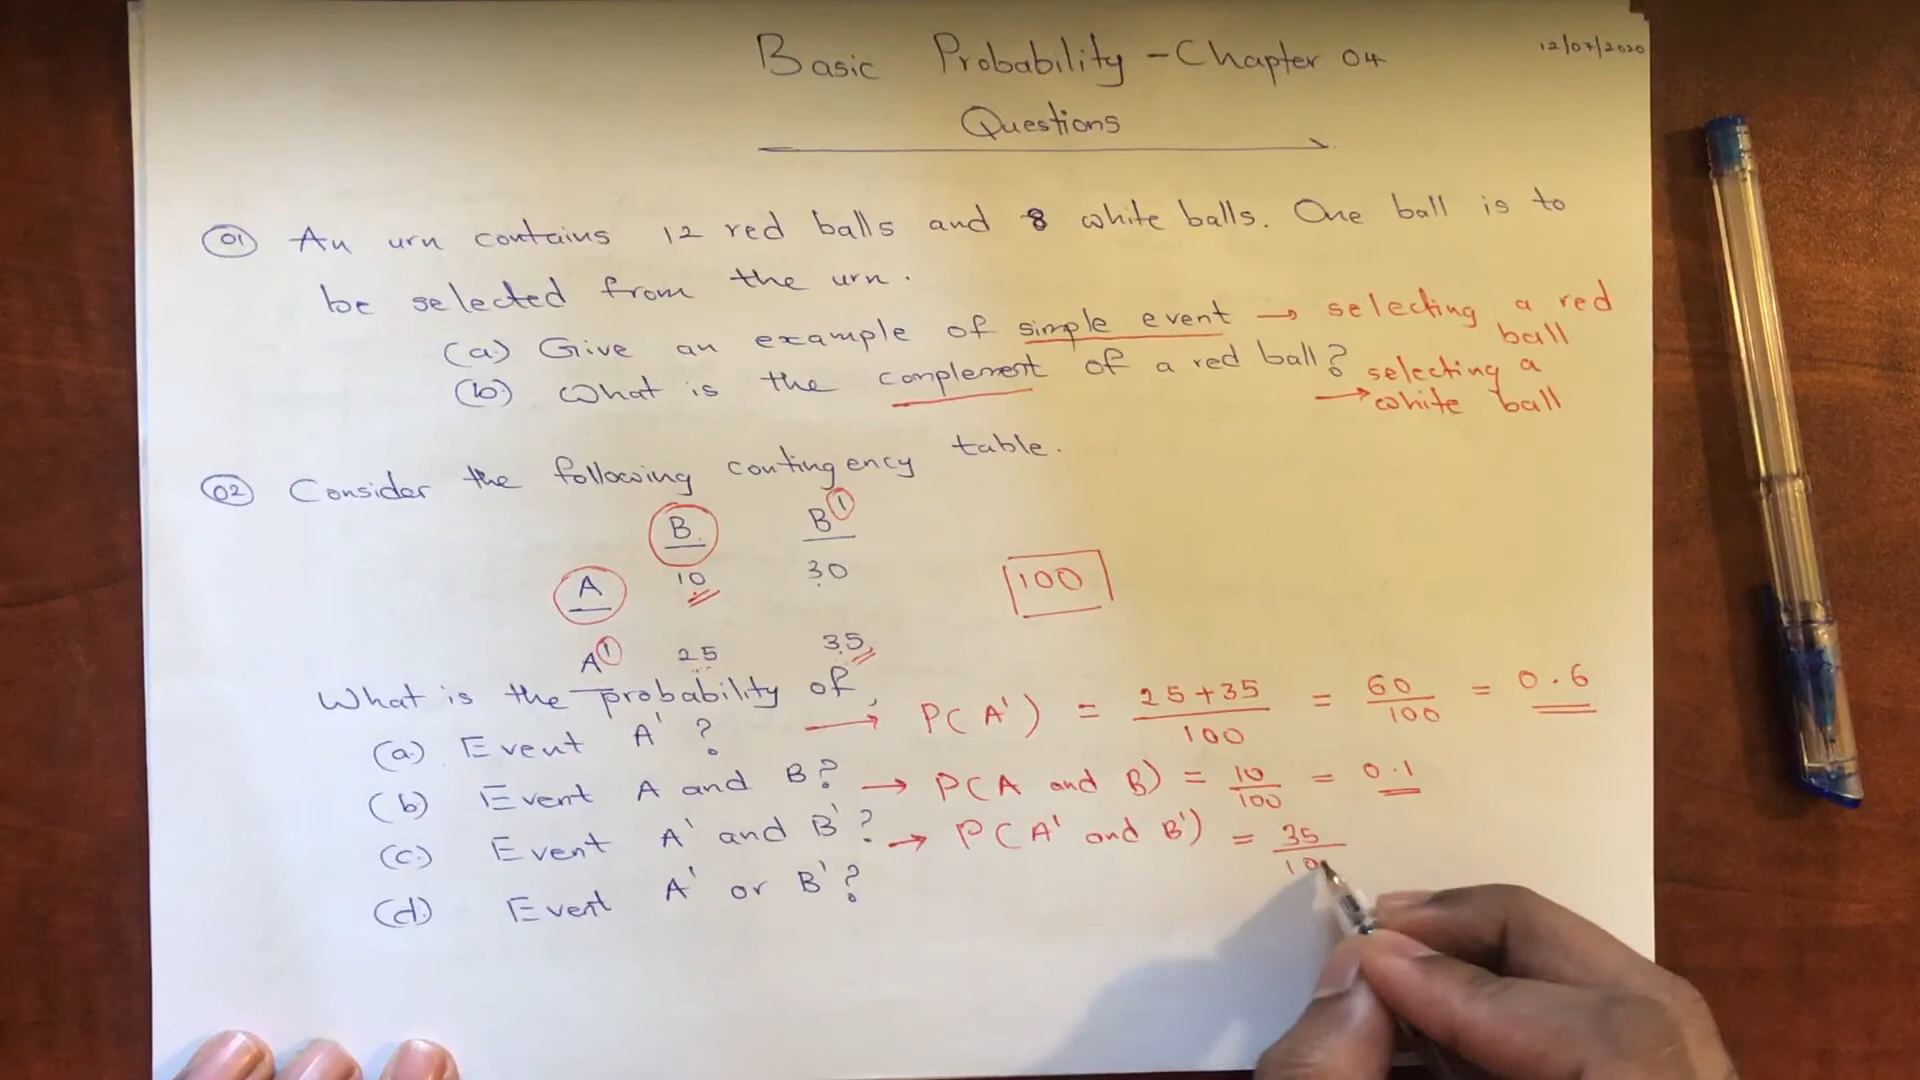 12/07/2020
Basic Probability - Chapter 04
Questions
01 An urn contains 12 red balls and 8 white balls. One ball is to
be selected from the urn.
(a) Give an example of simple event → selecting a red
ball
(b) What is the complement of a red ball? selecting a
→ white ball
02 Consider the following contingency table.
B B'
A 10 30 100
A' 25 35
What is the probability of,
(a) Event A' ? → P(A') = 25+35/100 = 60/100 = 0.6
(b) Event A and B? → P(A and B) = 10/100 = 0.1
(c) Event A' and B'? → P(A' and B') = 35/10
(d) Event A' or B'?